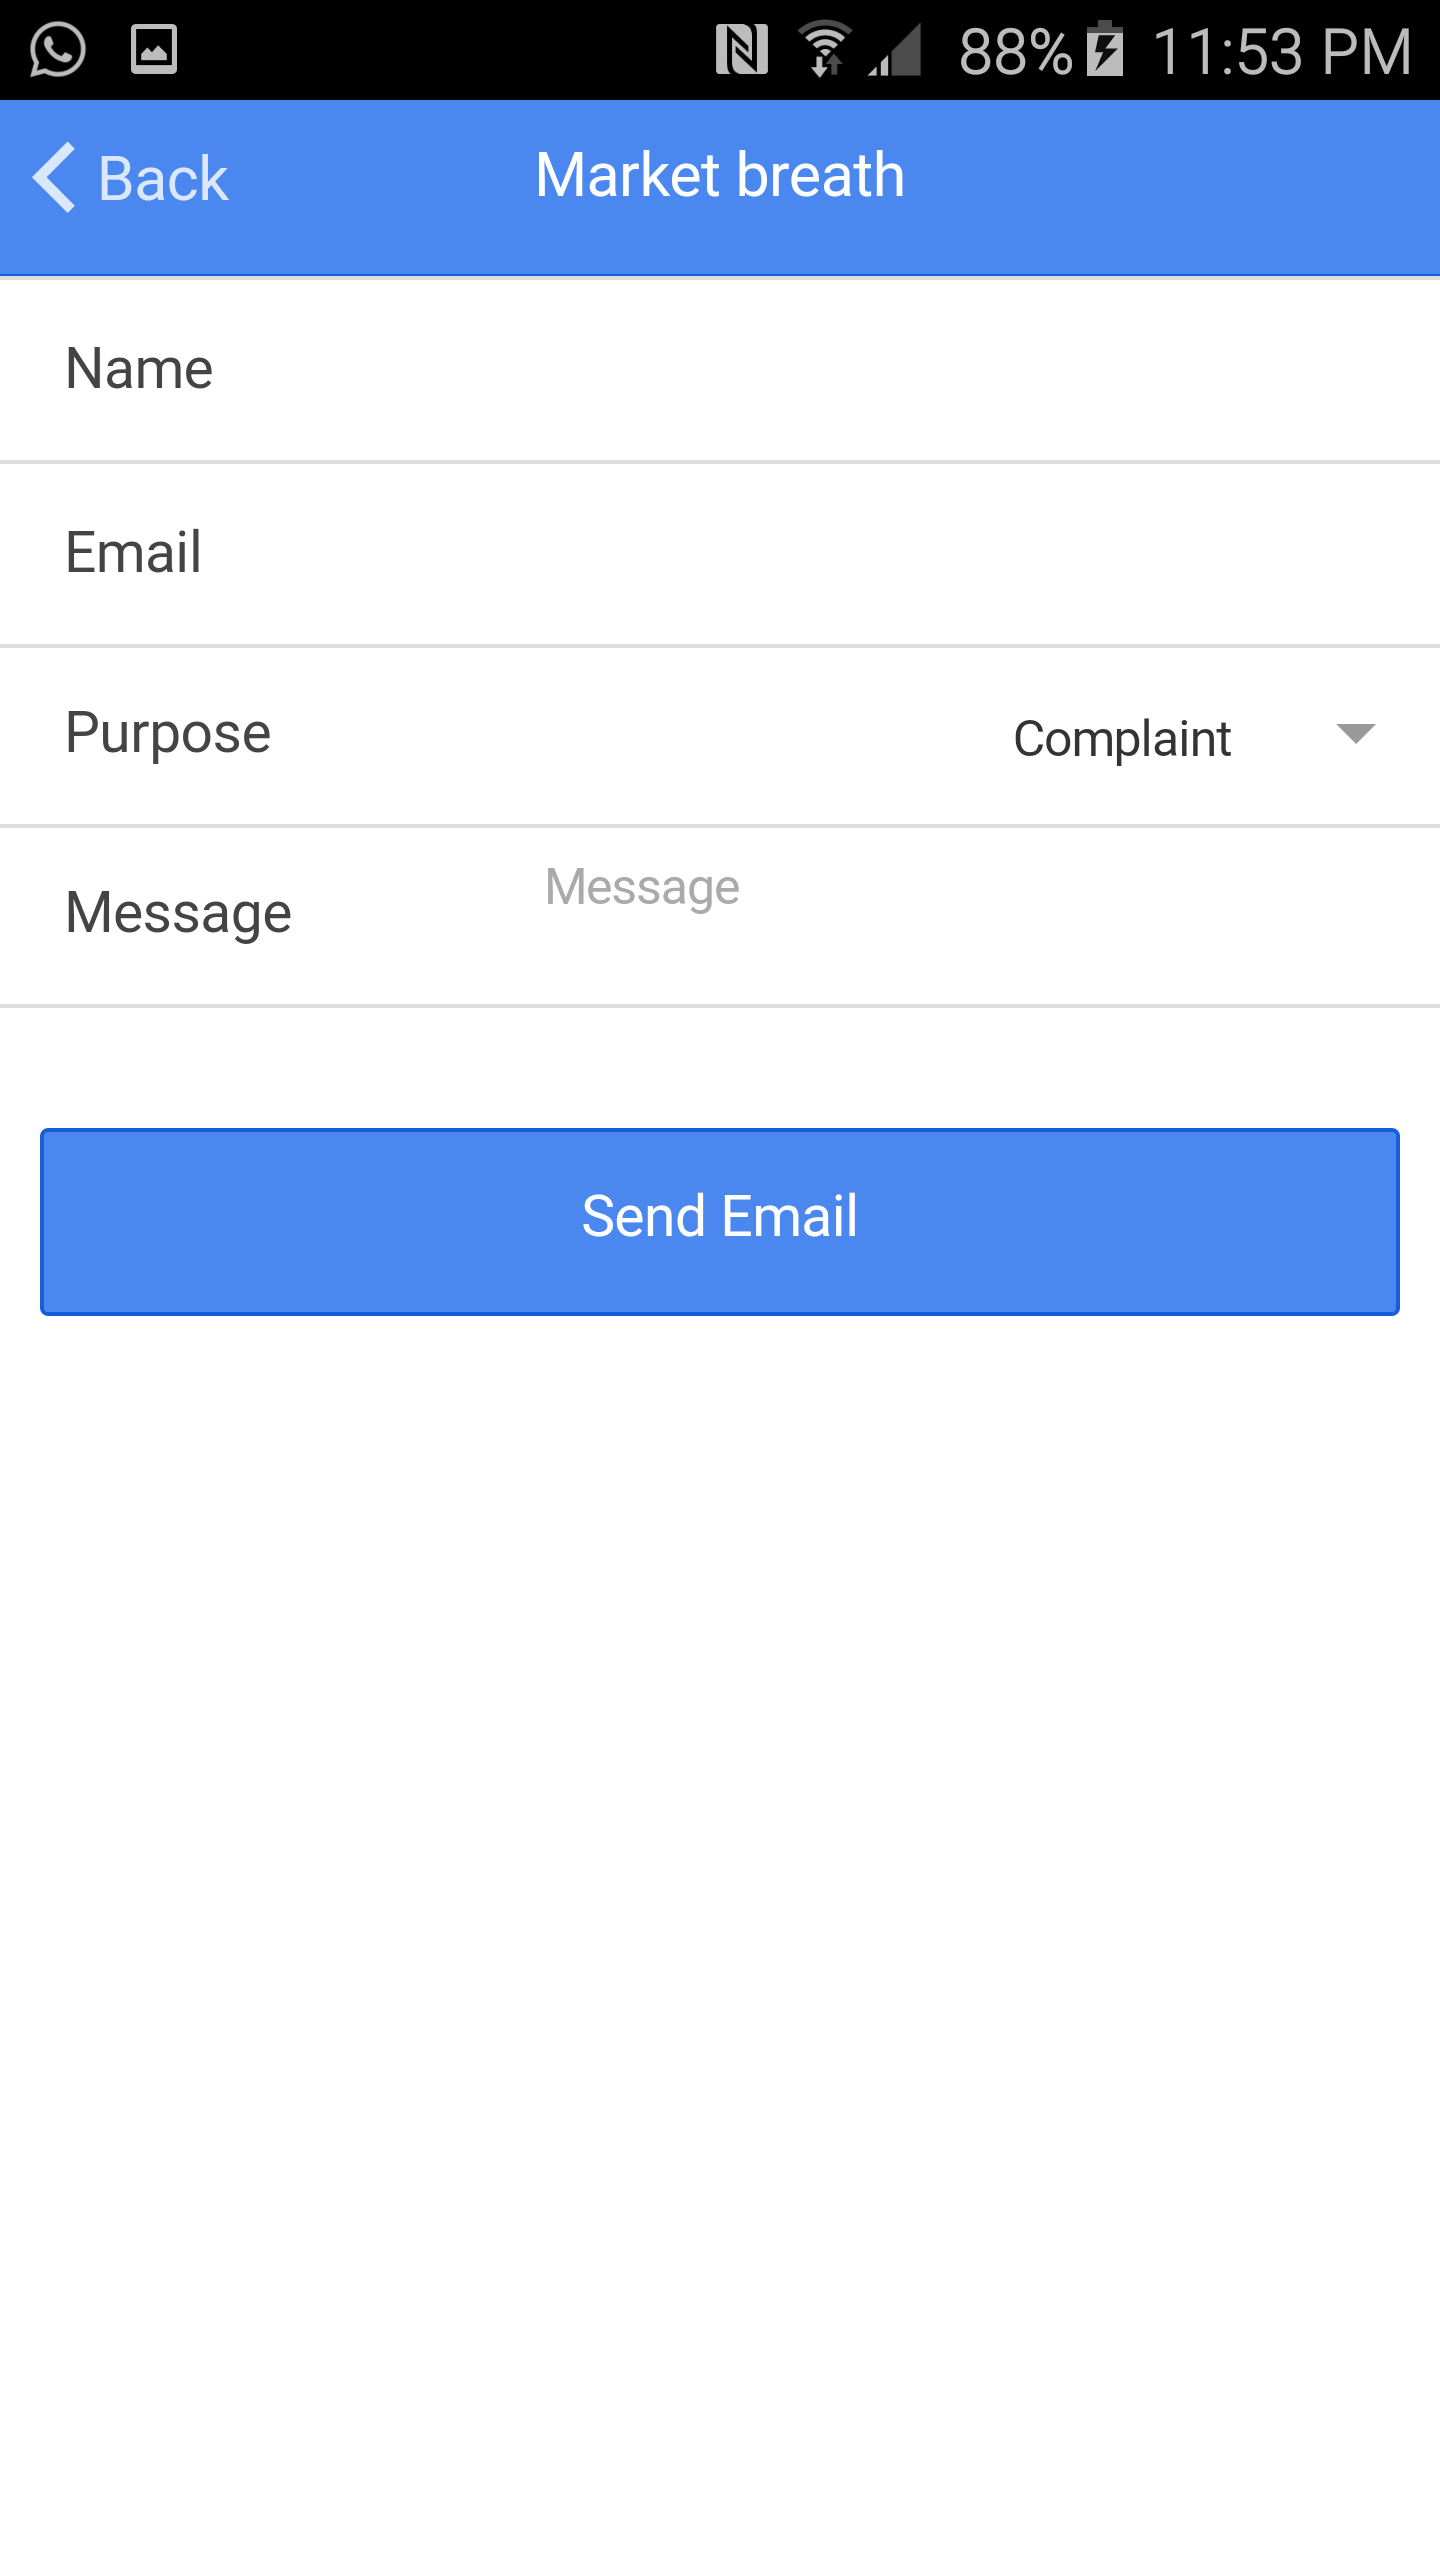 88% 11:53 PM
Back Market breath
Name
Email
Purpose Complaint
Message Message
Send Email